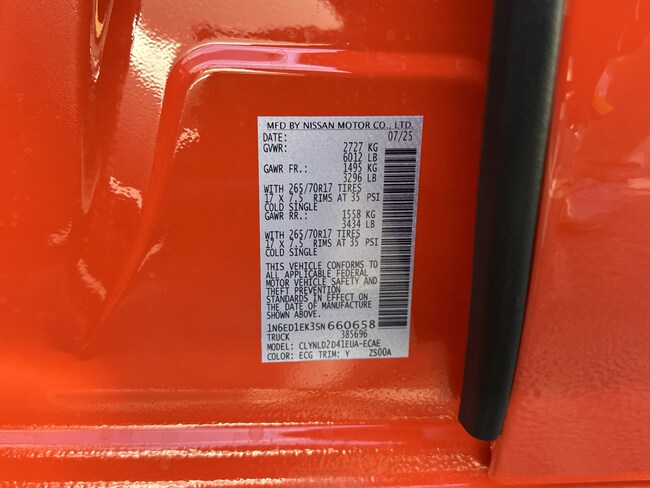 MFD BY NISSAN MOTOR CO., LTD.
DATE: 07/25
GVWR: 2727 KG
6012 LB
GAWR FR.: 1495 KG
3296 LB
WITH 265/70R17 TIRES
17 X 7.5 RIMS AT 35 PSI
COLD SINGLE
GAWR RR.: 1558 KG
3434 LB
WITH 265/70R17 TIRES
17 X 7.5 RIMS AT 35 PSI
COLD SINGLE
THIS VEHICLE CONFORMS TO
ALL APPLICABLE FEDERAL
MOTOR VEHICLE SAFETY AND
THEFT PREVENTION
STANDARDS IN EFFECT ON
THE DATE OF MANUFACTURE
SHOWN ABOVE.
1N6ED1EK3SN660658
TRUCK 385696
MODEL: CLYNLD2D41EUA-ECAE
COLOR: ECG TRIM: Y ZS00A